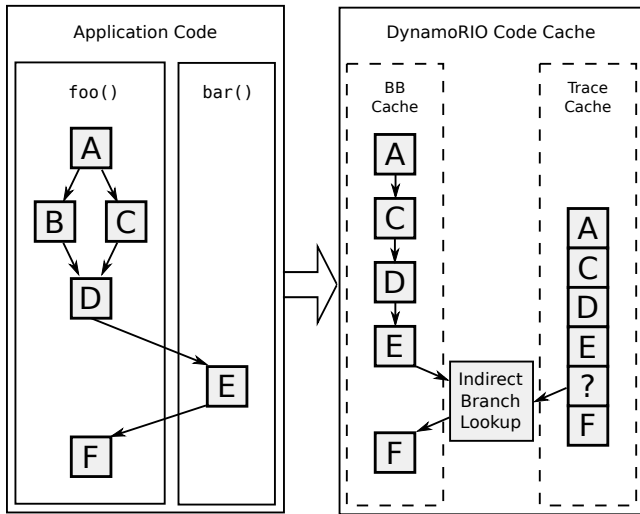 Application Code
foo()
bar()
A
B
C
D
E
F
DynamoRIO Code Cache
BB
Cache
A
C
D
E
F
Indirect
Branch
Lookup
Trace
Cache
A
C
D
E
?
F